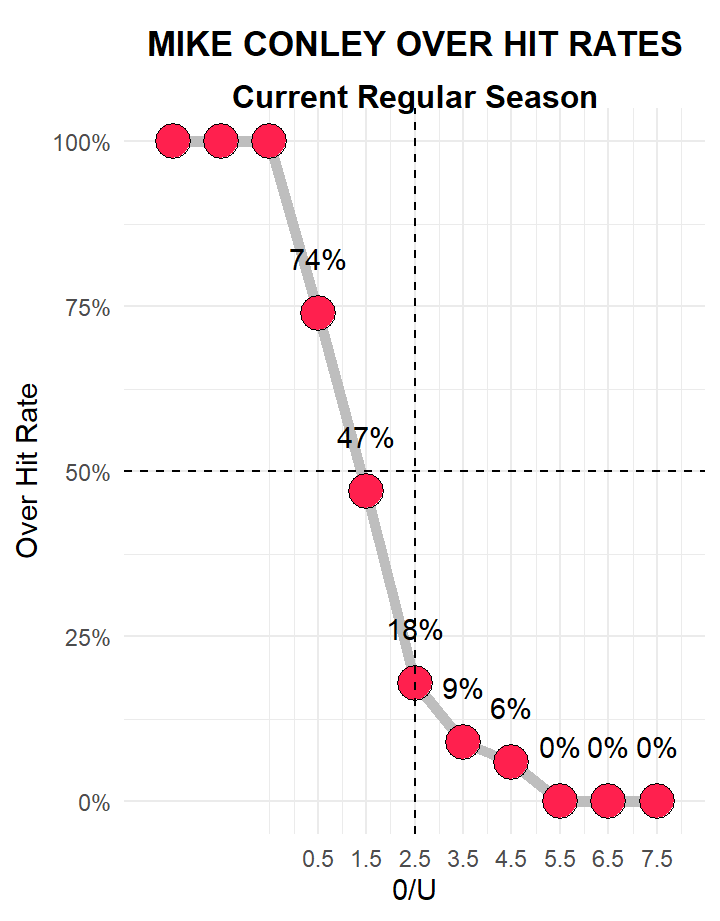 MIKE CONLEY OVER HIT RATES
Current Regular Season
100%
75%
50%
25%
0%
Over Hit Rate
74%
47%
18%
9%
6%
0% 0% 0%
0.5 1.5 2.5 3.5 4.5 5.5 6.5 7.5
0/U